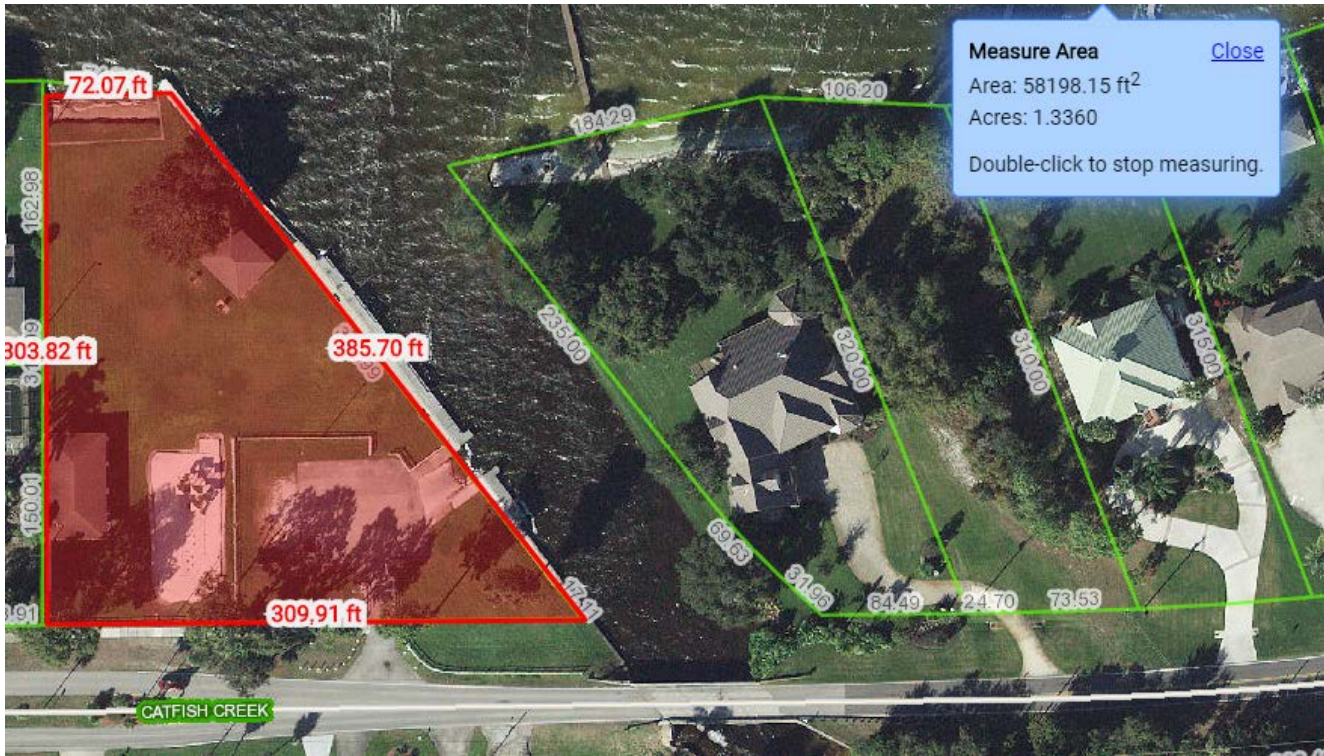 Measure Area Close
Area: 58198.15 ft²
Acres: 1.3360
Double-click to stop measuring.
72.07 ft
106.20
184.29
162.98
385.70 ft
303.82 ft
235.00
320.00
310.00
315.00
150.01
69.63
31.96
17.11
309.91 ft
84.49
24.70
73.53
CATFISH CREEK